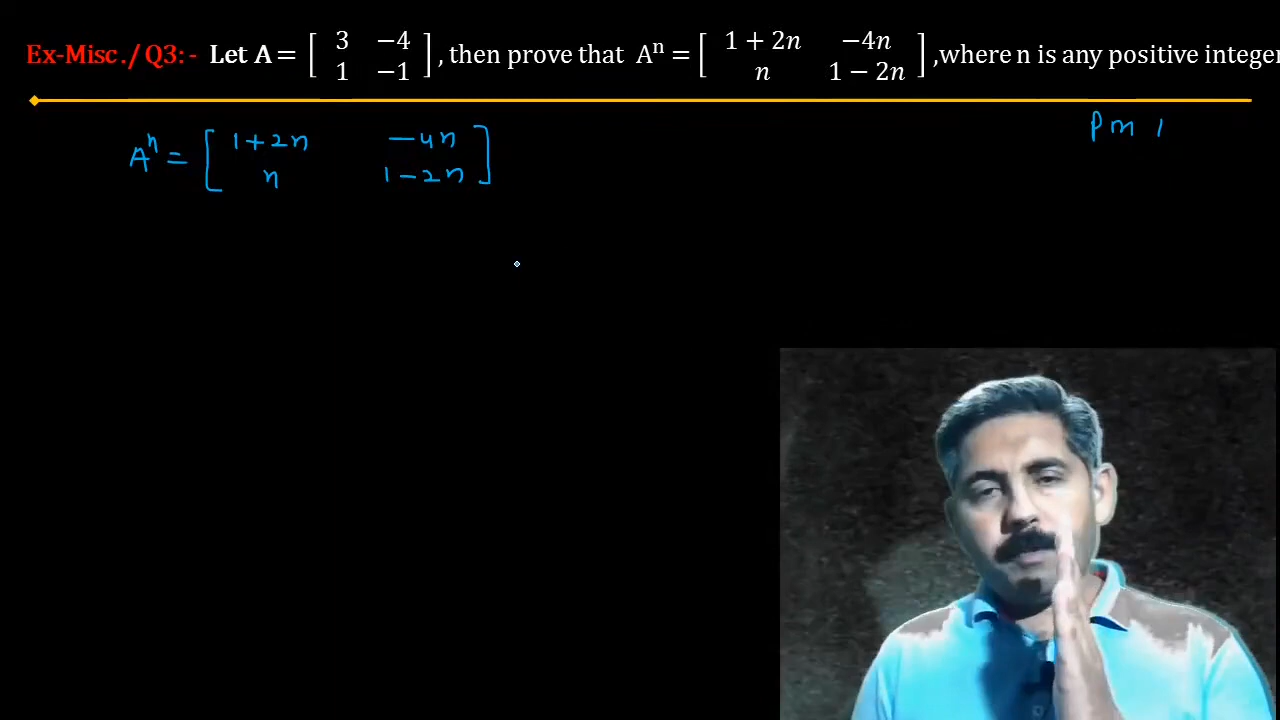 Ex-Misc./Q3:- Let A = [ 3 −4 ; 1 −1 ], then prove that Aⁿ = [ 1 + 2n −4n ; n 1 − 2n ] ,where n is any positive integer
Pm I
Aⁿ = [ 1+2n −4n ; n 1−2n ]